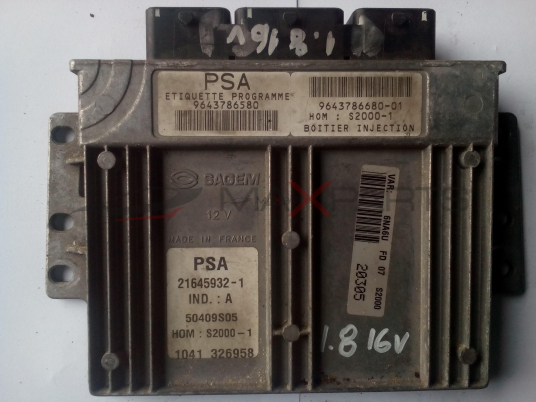 1.8 16v
PSA
ETIQUETTE PROGRAMME
9643786580
9643786680-01
HOM : S2000-1
BOITIER INJECTION
SAGEM
12 V
MADE IN FRANCE
PSA
21645932-1
IND. : A
50409S05
HOM : S2000-1
1041 326958
VAR: 6NA6U FD 07 S2000
20305
1.8 16v
MAXPARTS